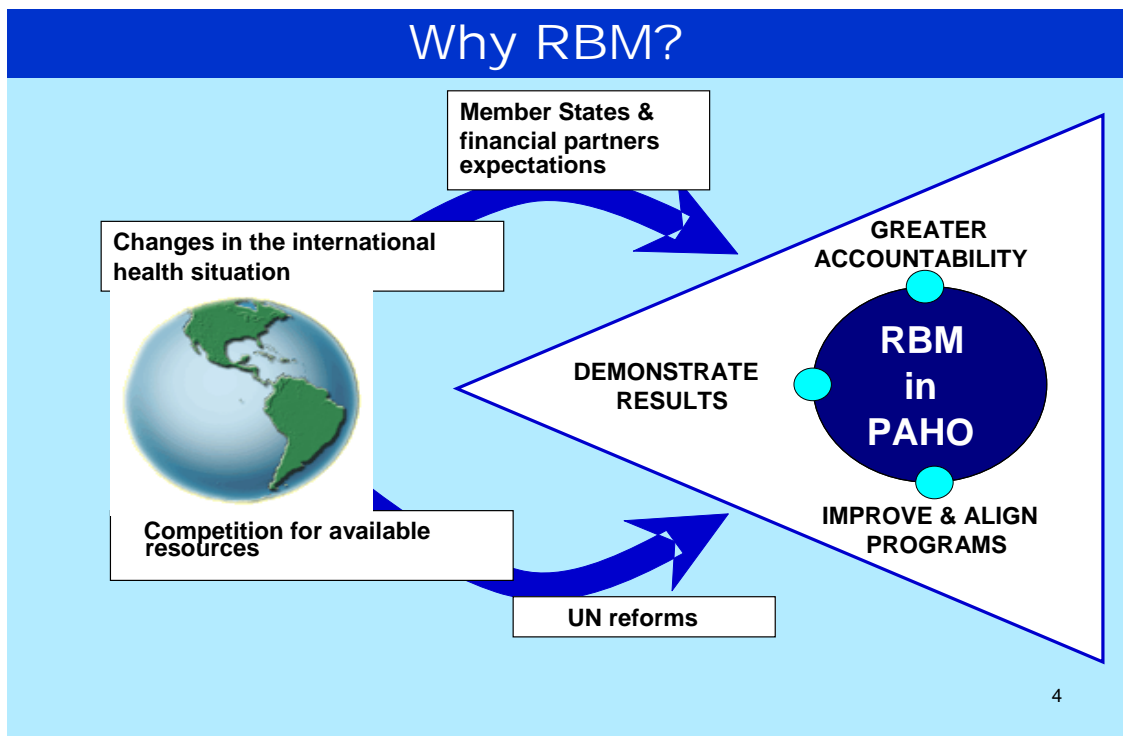 Why RBM?
Member States &
financial partners
expectations
Changes in the international
health situation
GREATER
ACCOUNTABILITY
RBM
in
PAHO
DEMONSTRATE
RESULTS
IMPROVE & ALIGN
PROGRAMS
Competition for available
resources
UN reforms
4